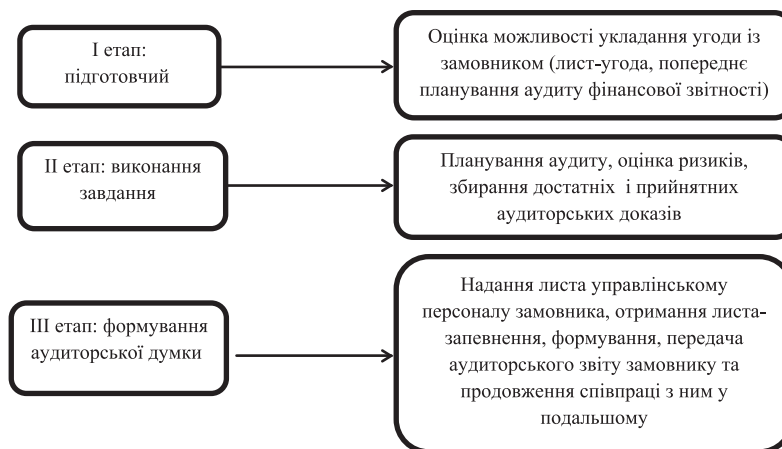 І етап:
підготовчий
Оцінка можливості укладання угоди із
замовником (лист-угода, попереднє
планування аудиту фінансової звітності)
ІІ етап: виконання
завдання
Планування аудиту, оцінка ризиків,
збирання достатніх і прийнятних
аудиторських доказів
ІІІ етап: формування
аудиторської думки
Надання листа управлінському
персоналу замовника, отримання листа-
запевнення, формування, передача
аудиторського звіту замовнику та
продовження співпраці з ним у
подальшому